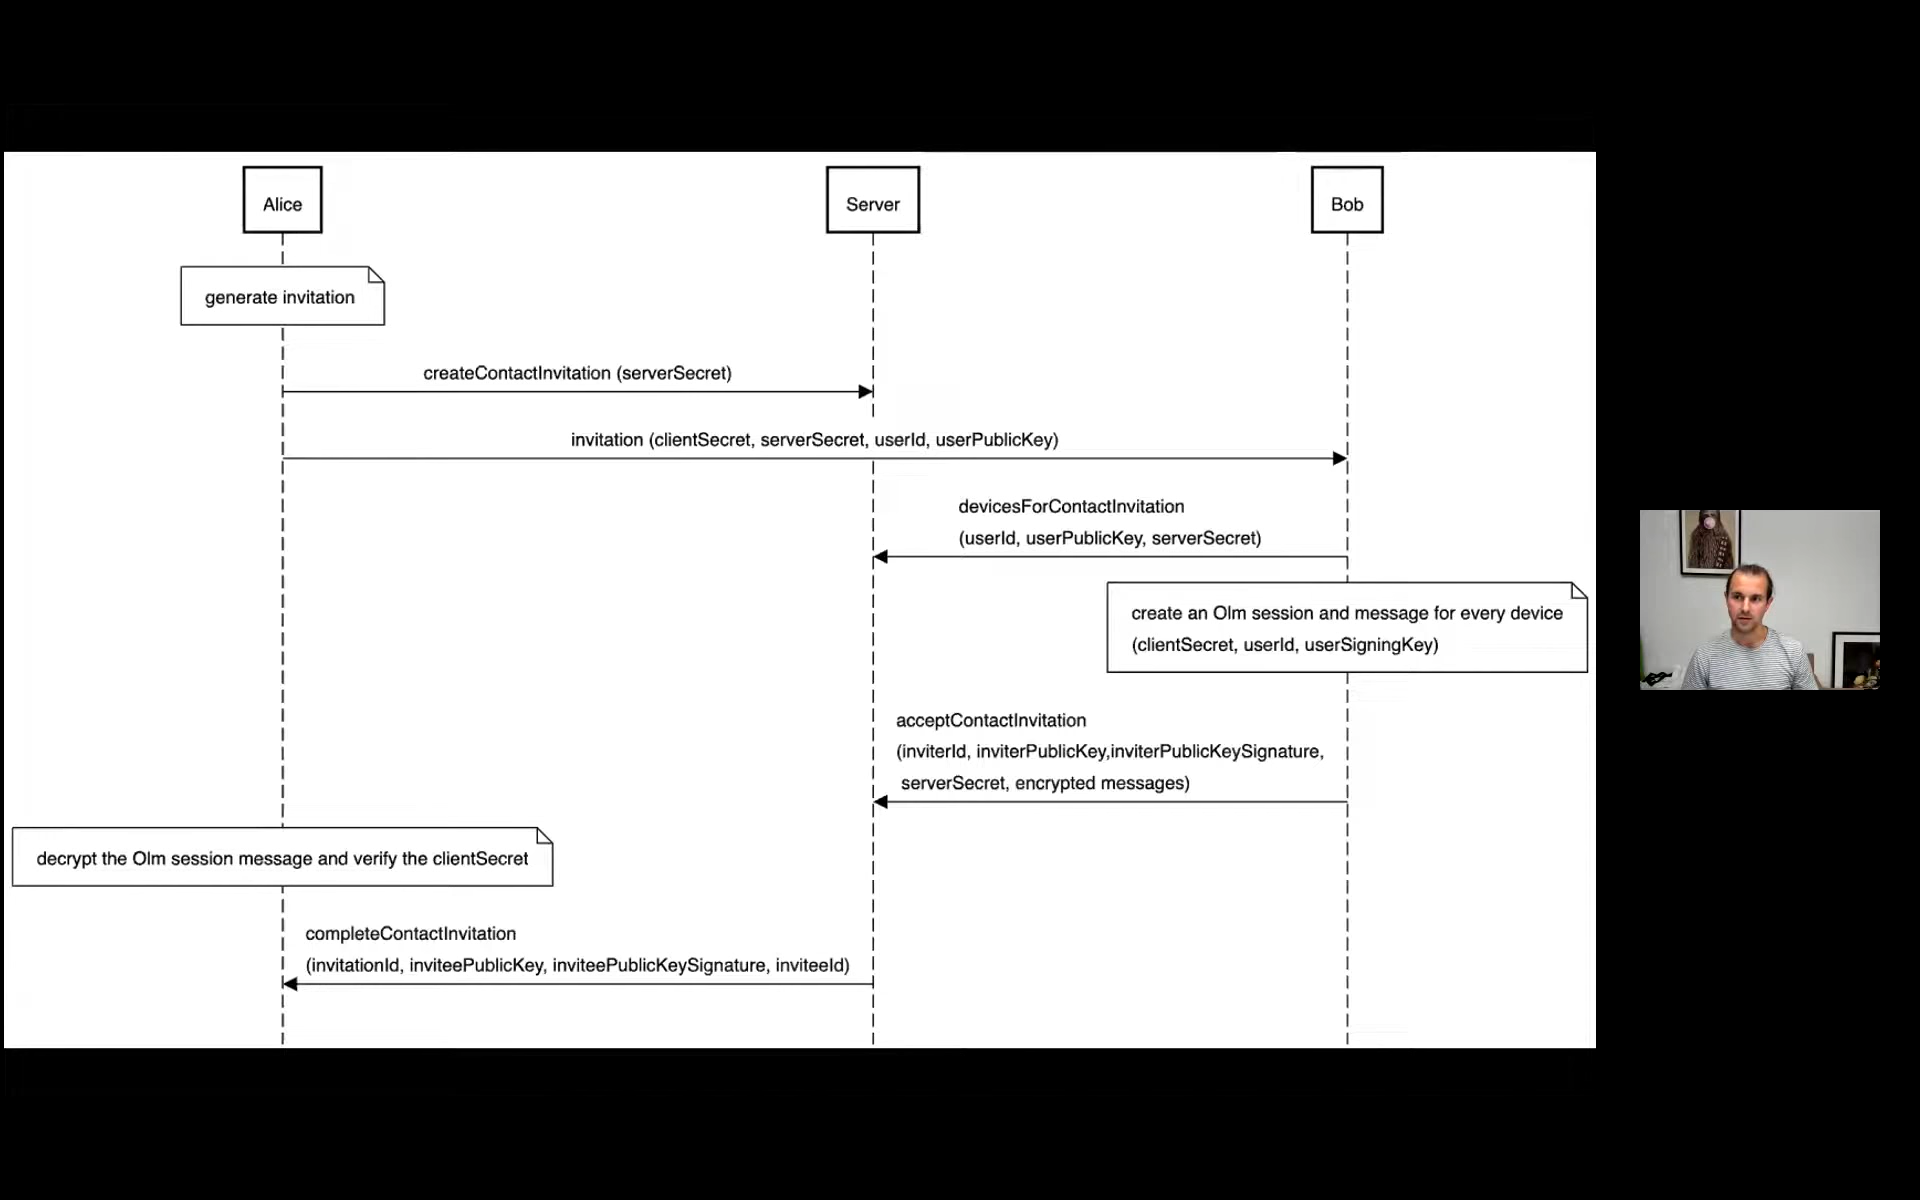 Alice
Server
Bob
generate invitation
createContactInvitation (serverSecret)
invitation (clientSecret, serverSecret, userId, userPublicKey)
devicesForContactInvitation
(userId, userPublicKey, serverSecret)
create an Olm session and message for every device
(clientSecret, userId, userSigningKey)
acceptContactInvitation
(inviterId, inviterPublicKey,inviterPublicKeySignature,
serverSecret, encrypted messages)
decrypt the Olm session message and verify the clientSecret
completeContactInvitation
(invitationId, inviteePublicKey, inviteePublicKeySignature, inviteeId)